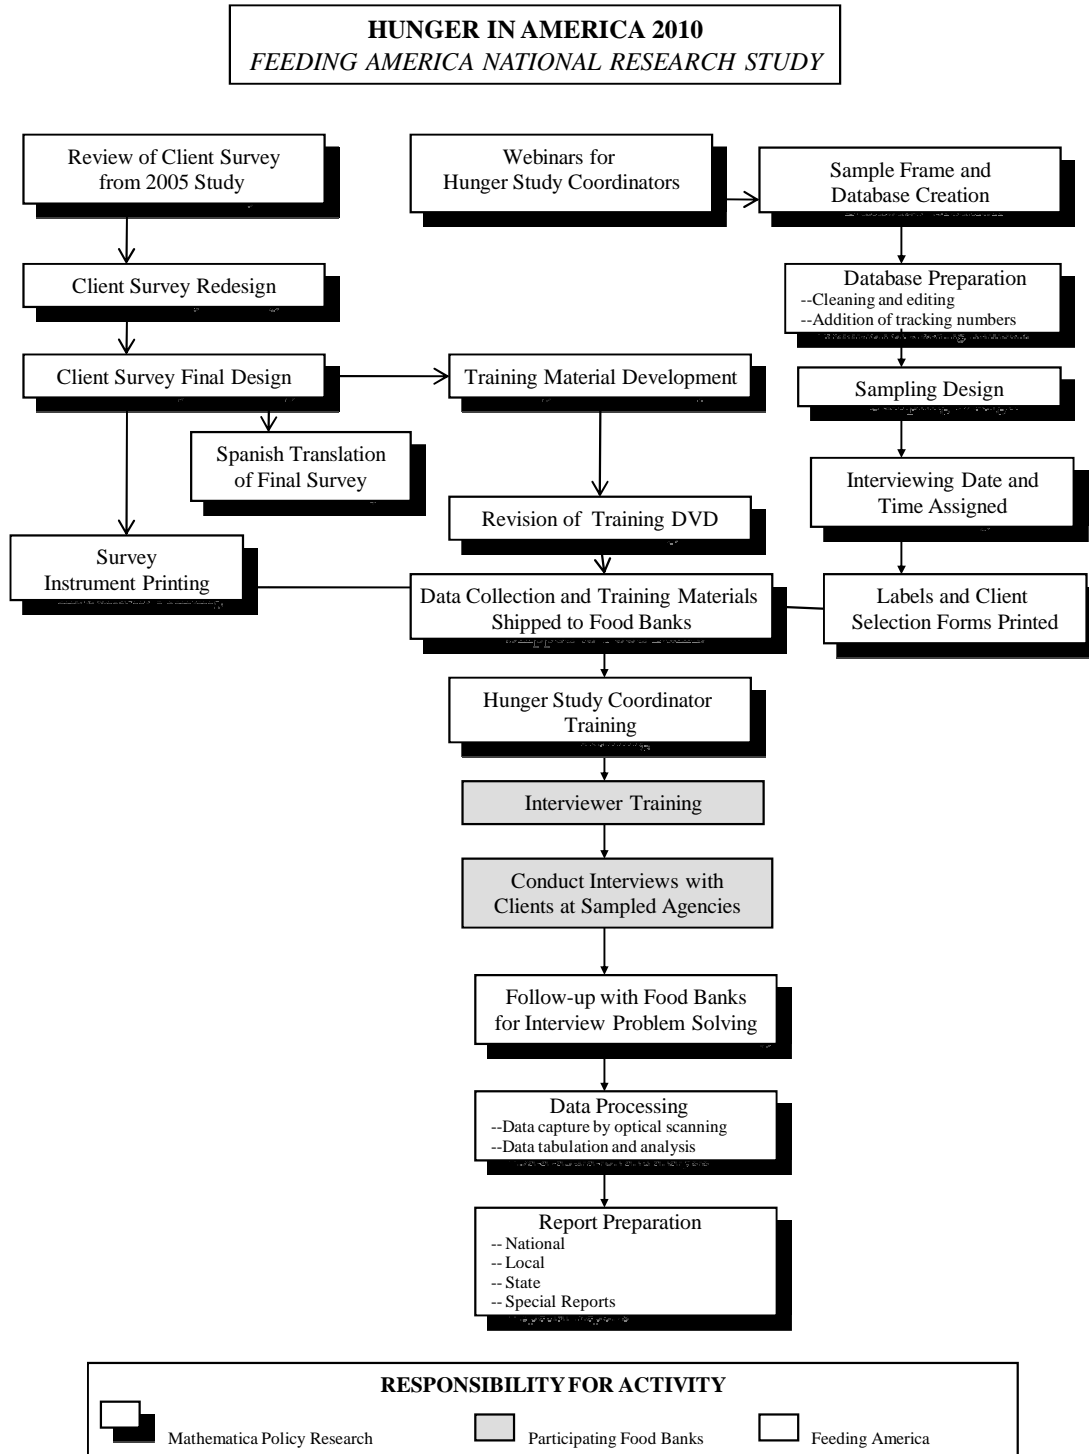 HUNGER IN AMERICA 2010
FEEDING AMERICA NATIONAL RESEARCH STUDY
Review of Client Survey
from 2005 Study
Webinars for
Hunger Study Coordinators
Sample Frame and
Database Creation
Client Survey Redesign
Database Preparation
--Cleaning and editing
--Addition of tracking numbers
Client Survey Final Design
Training Material Development
Sampling Design
Spanish Translation
of Final Survey
Interviewing Date and
Time Assigned
Revision of Training DVD
Survey
Instrument Printing
Data Collection and Training Materials
Shipped to Food Banks
Labels and Client
Selection Forms Printed
Hunger Study Coordinator
Training
Interviewer Training
Conduct Interviews with
Clients at Sampled Agencies
Follow-up with Food Banks
for Interview Problem Solving
Data Processing
--Data capture by optical scanning
--Data tabulation and analysis
Report Preparation
-- National
-- Local
-- State
-- Special Reports
RESPONSIBILITY FOR ACTIVITY
Mathematica Policy Research
Participating Food Banks
Feeding America